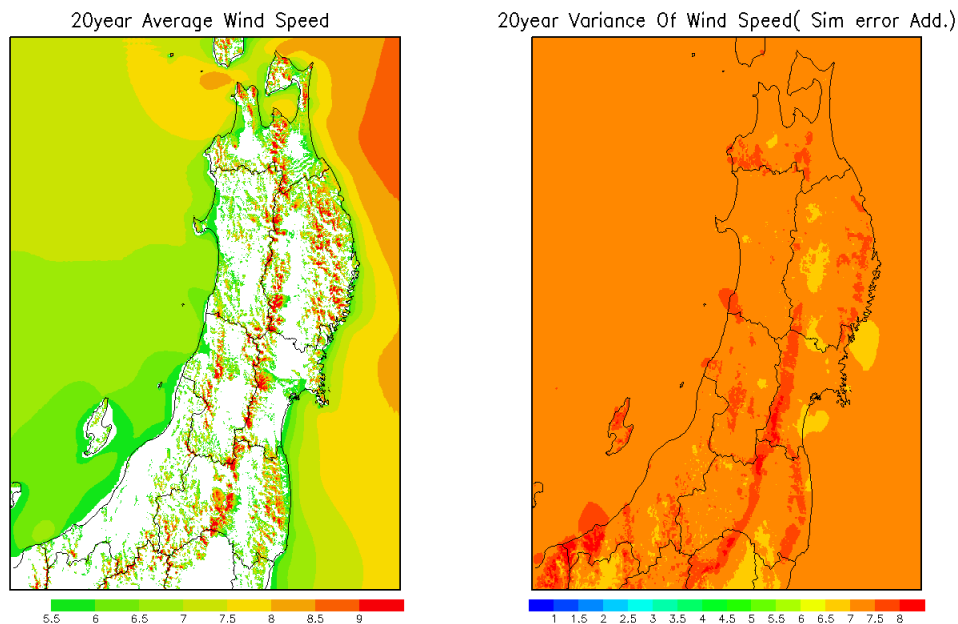 20year Average Wind Speed
20year Variance Of Wind Speed( Sim error Add.)
5.5 6 6.5 7 7.5 8 8.5 9
1 1.5 2 2.5 3 3.5 4 4.5 5 5.5 6 6.5 7 7.5 8